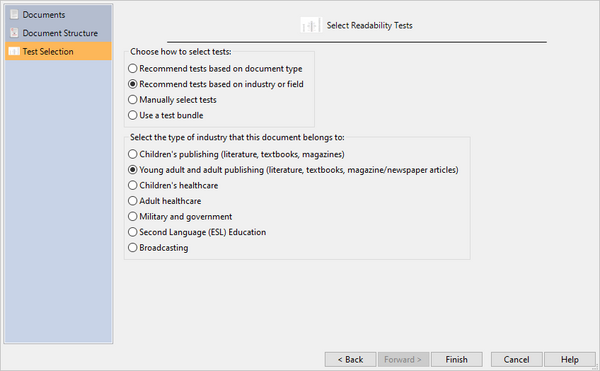 Documents
Document Structure
Test Selection
Select Readability Tests
Choose how to select tests:
Recommend tests based on document type
Recommend tests based on industry or field
Manually select tests
Use a test bundle
Select the type of industry that this document belongs to:
Children's publishing (literature, textbooks, magazines)
Young adult and adult publishing (literature, textbooks, magazine/newspaper articles)
Children's healthcare
Adult healthcare
Military and government
Second Language (ESL) Education
Broadcasting
< Back Forward > Finish Cancel Help